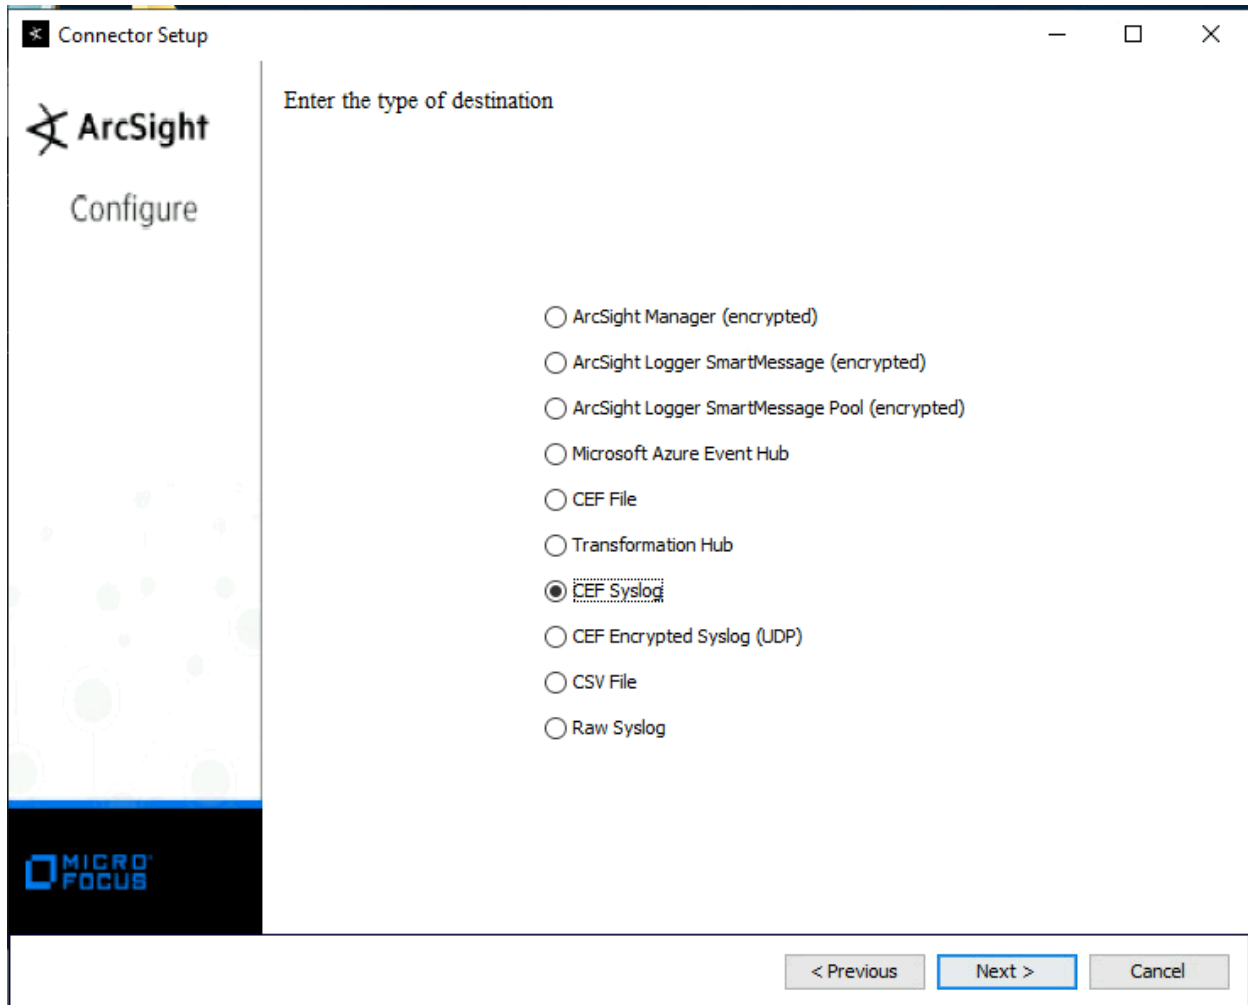 Connector Setup
ArcSight
Configure
Enter the type of destination
ArcSight Manager (encrypted)
ArcSight Logger SmartMessage (encrypted)
ArcSight Logger SmartMessage Pool (encrypted)
Microsoft Azure Event Hub
CEF File
Transformation Hub
CEF Syslog
CEF Encrypted Syslog (UDP)
CSV File
Raw Syslog
MICRO
FOCUS
< Previous
Next >
Cancel